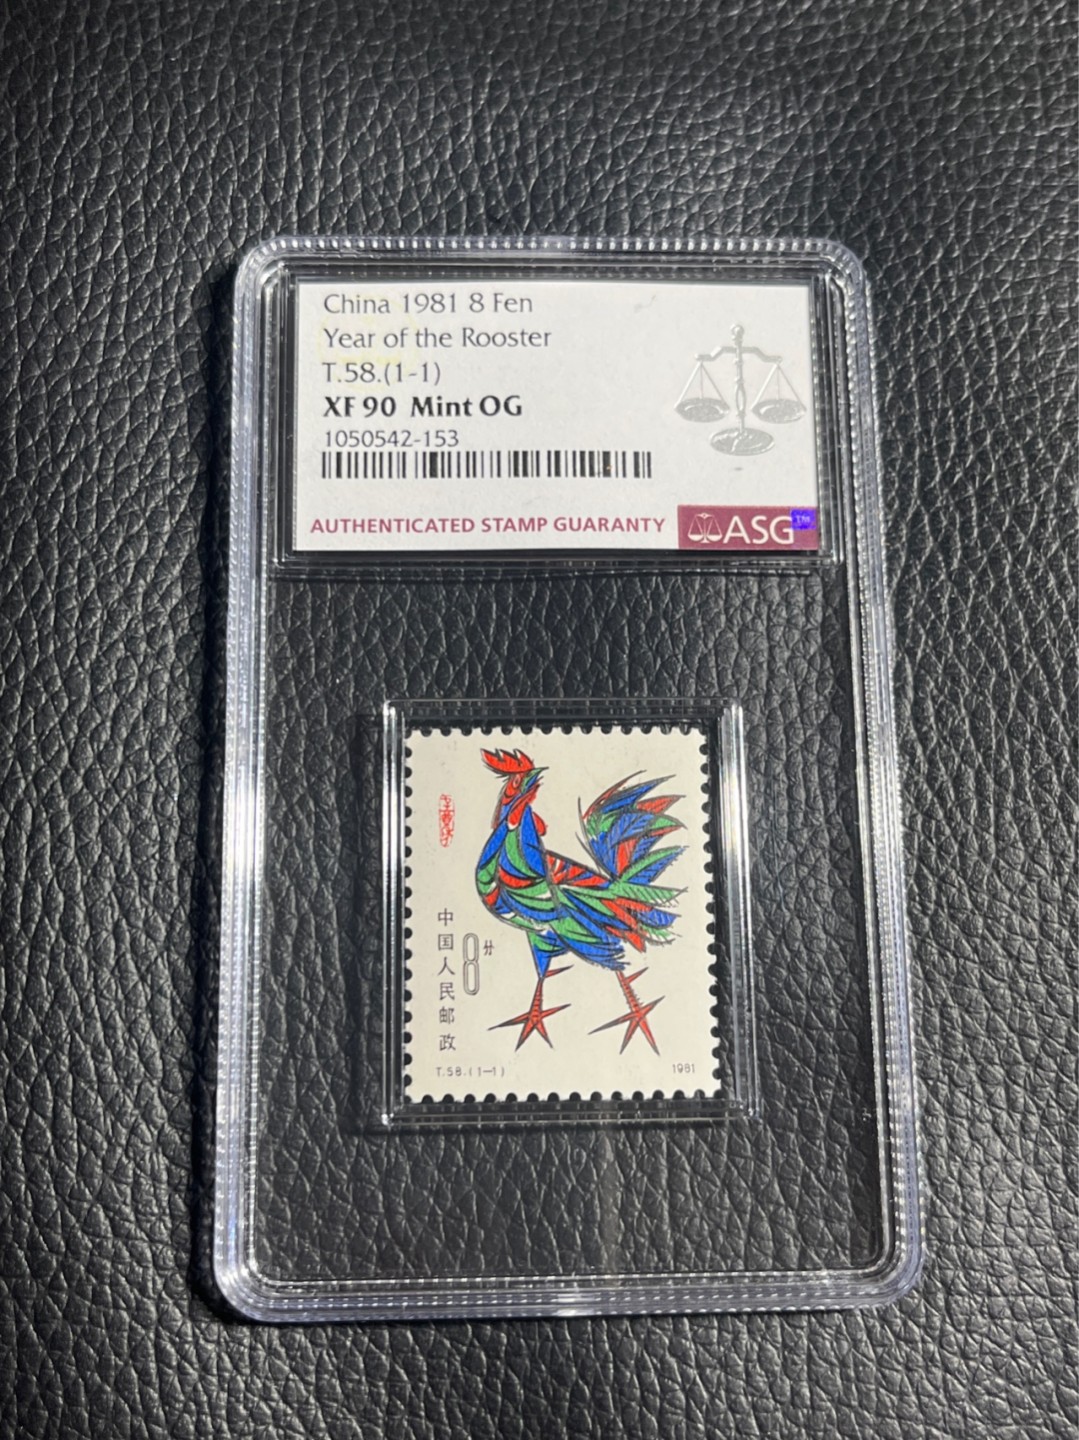 China 1981 8 Fen
Year of the Rooster
T.58.(1-1)
XF 90 Mint OG
1050542-153
AUTHENTICATED STAMP GUARANTY
ASG
TM
中国人民邮政
8分
T.58.(1-1)
1981